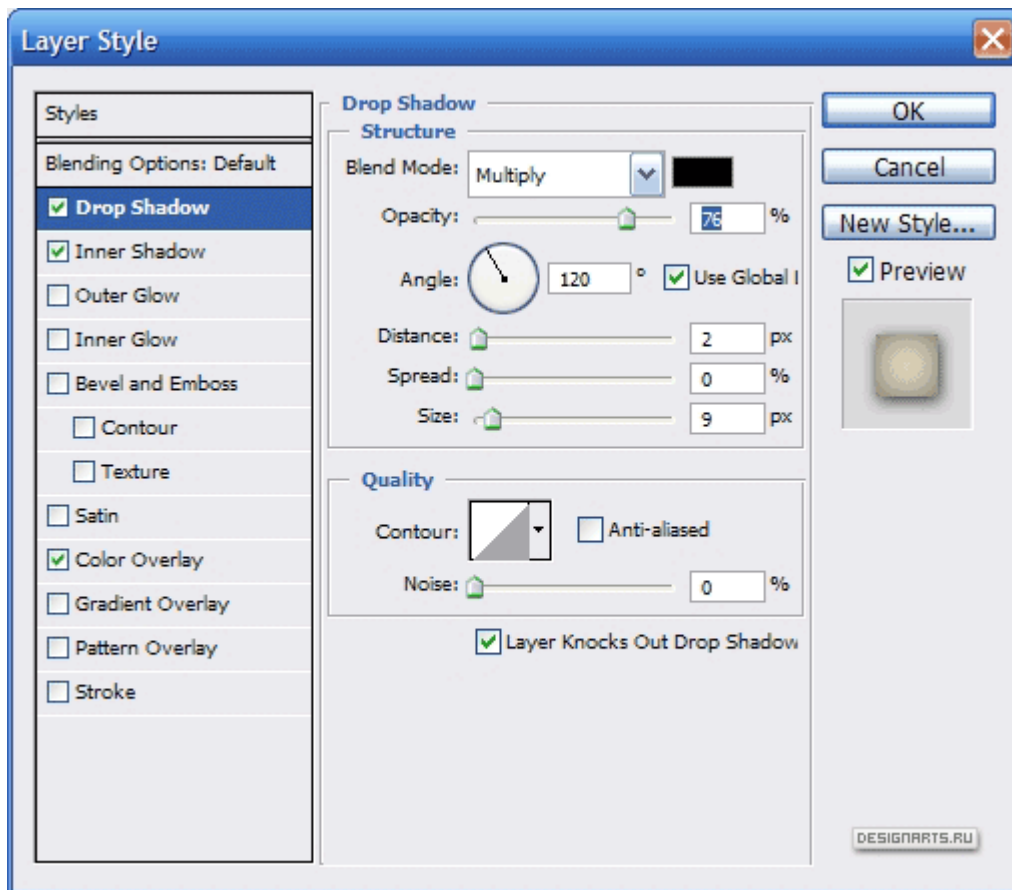 Layer Style
Styles
Blending Options: Default
Drop Shadow
Inner Shadow
Outer Glow
Inner Glow
Bevel and Emboss
Contour
Texture
Satin
Color Overlay
Gradient Overlay
Pattern Overlay
Stroke
Drop Shadow
Structure
Blend Mode: Multiply
Opacity: 76 %
Angle: 120 ° Use Global l
Distance: 2 px
Spread: 0 %
Size: 9 px
Quality
Contour: Anti-aliased
Noise: 0 %
Layer Knocks Out Drop Shadow
OK
Cancel
New Style...
Preview
DESIGNARTS.RU